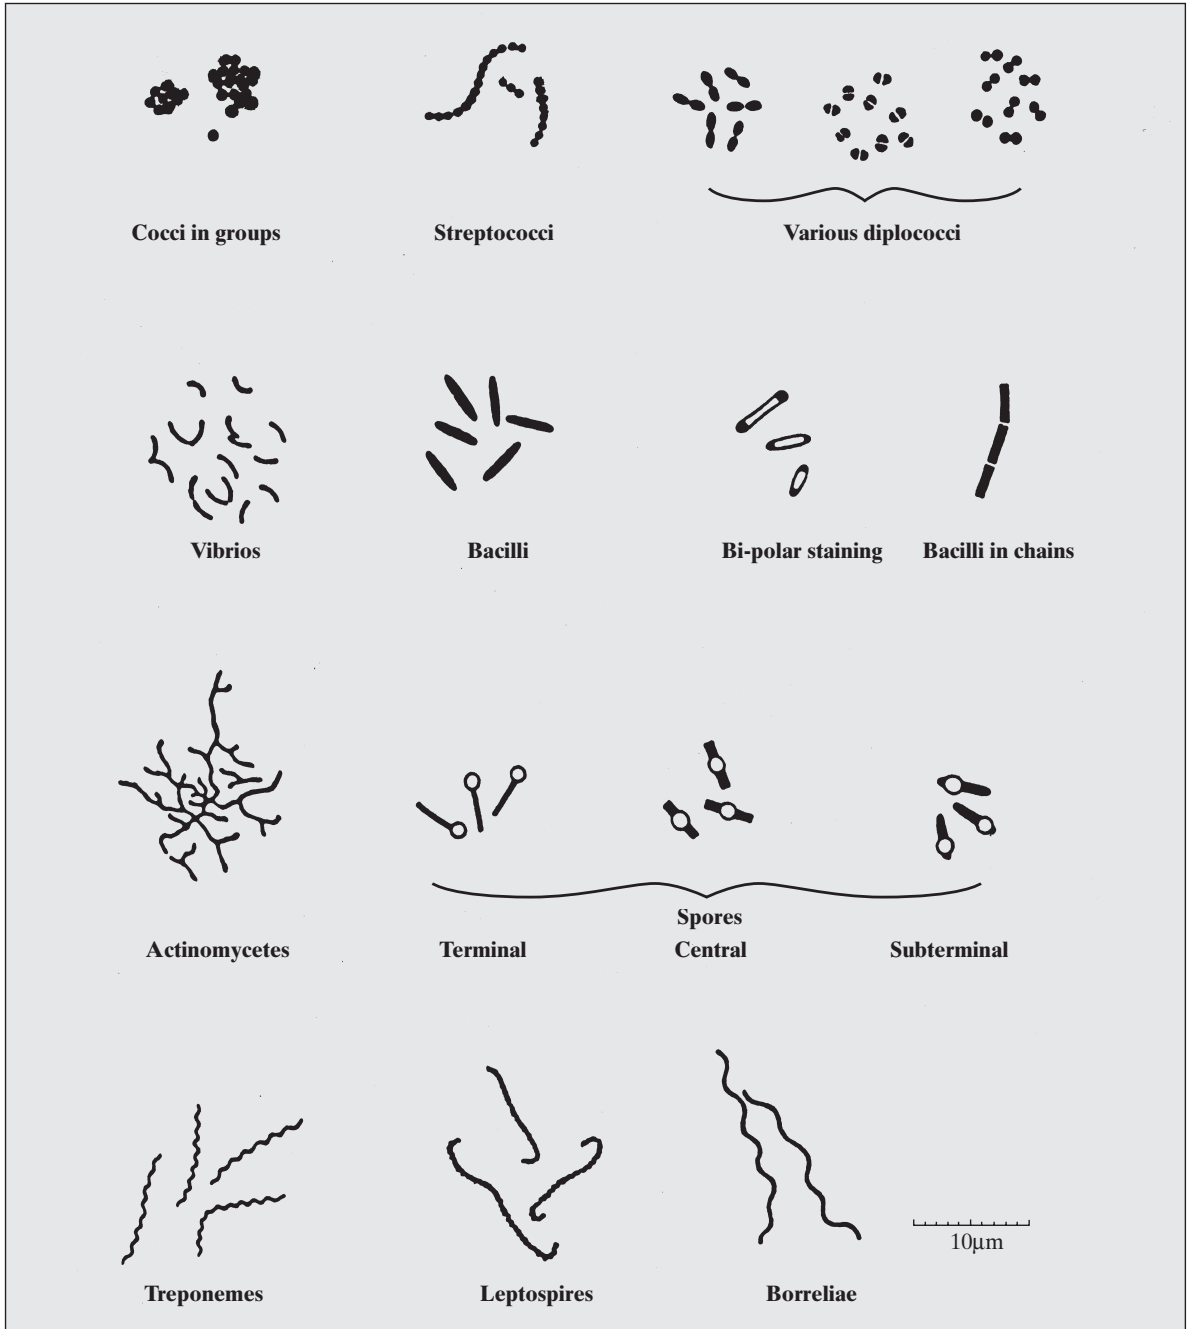 Cocci in groups
Streptococci
Various diplococci
Vibrios
Bacilli
Bi-polar staining
Bacilli in chains
Spores
Actinomycetes
Terminal
Central
Subterminal
10μm
Treponemes
Leptospires
Borreliae